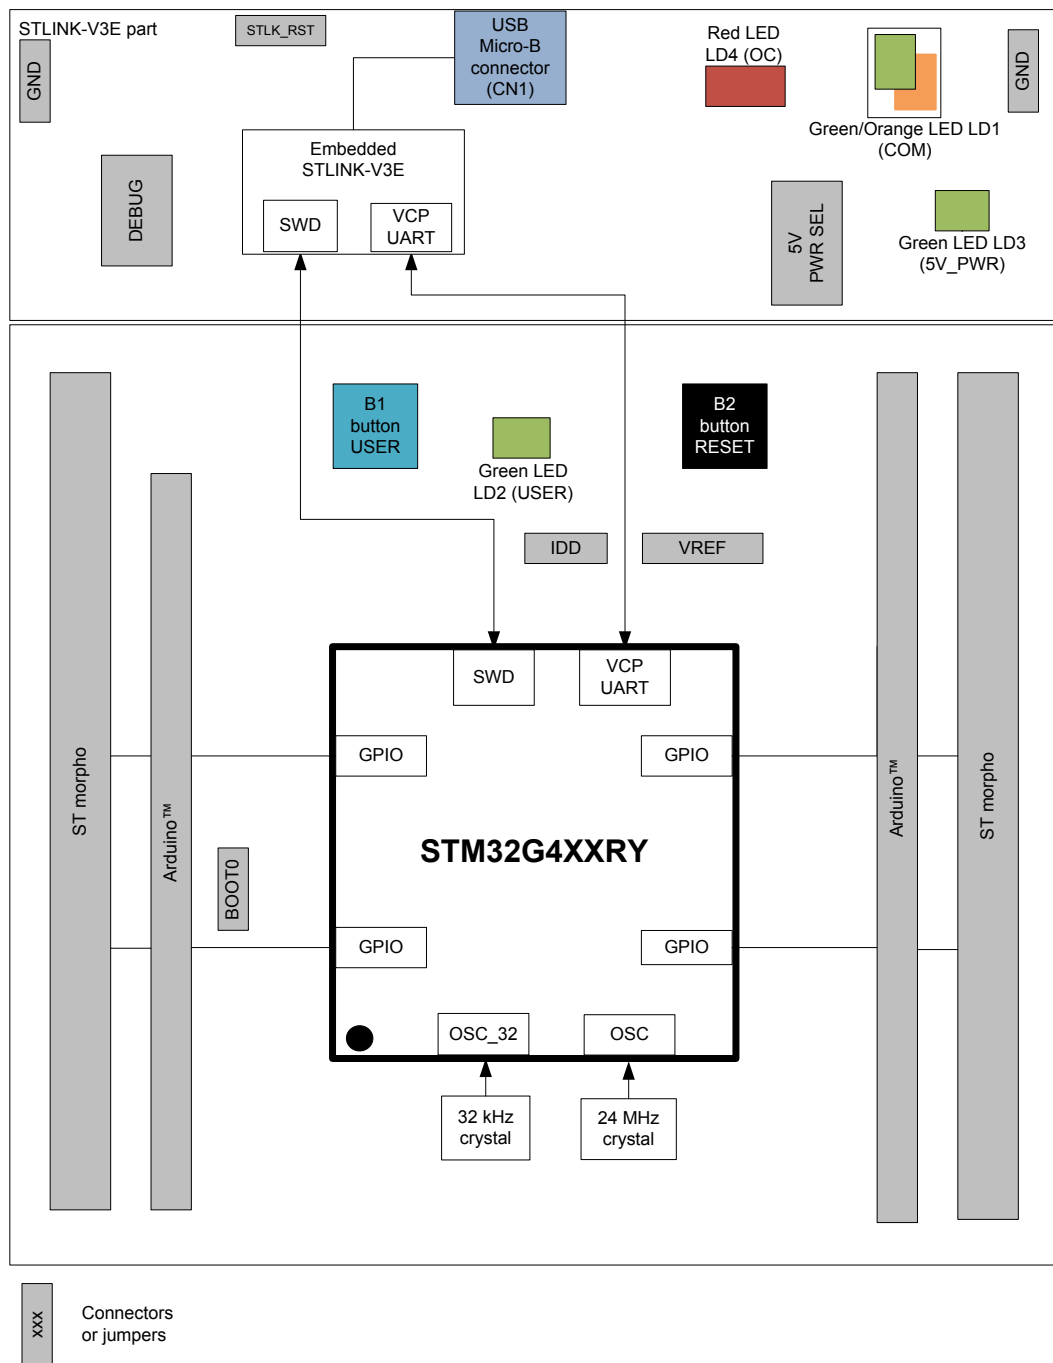 STLINK-V3E part
STLK_RST
GND
USB
Micro-B
connector
(CN1)
Red LED
LD4 (OC)
GND
Green/Orange LED LD1
(COM)
Embedded
STLINK-V3E
DEBUG
SWD
VCP
UART
5V
PWR SEL
Green LED LD3
(5V_PWR)
B1
button
USER
Green LED
LD2 (USER)
B2
button
RESET
IDD
VREF
SWD
VCP
UART
ST morpho
Arduino™
GPIO
GPIO
Arduino™
ST morpho
STM32G4XXRY
BOOT0
GPIO
GPIO
OSC_32
OSC
32 kHz
crystal
24 MHz
crystal
xxx
Connectors
or jumpers